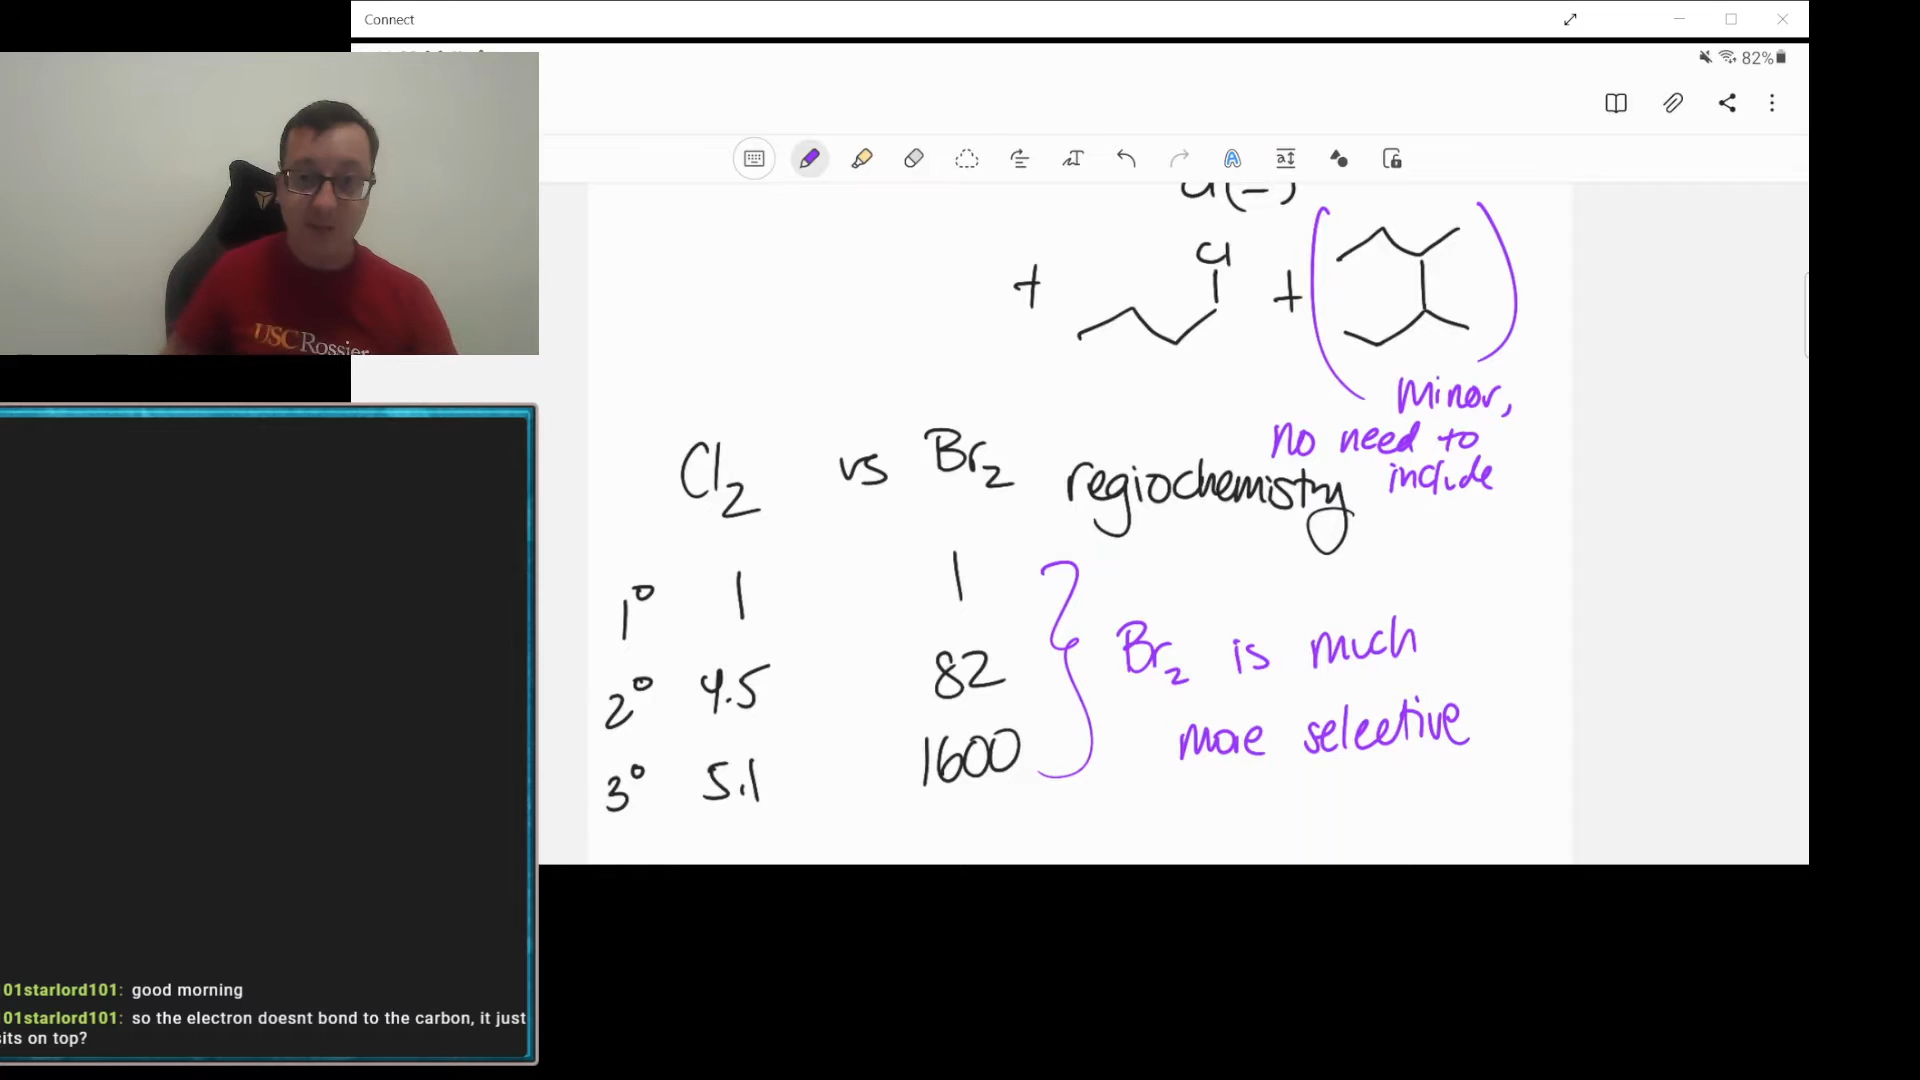 Connect
82%
Cl
+
+
Minor,
no need to
include
Cl2 vs Br2 regiochemistry
1° 1 1
2° 4.5 82
3° 5.1 1600
Br2 is much
more selective
USC Rossier
01starlord101: good morning
01starlord101: so the electron doesnt bond to the carbon, it just
sits on top?